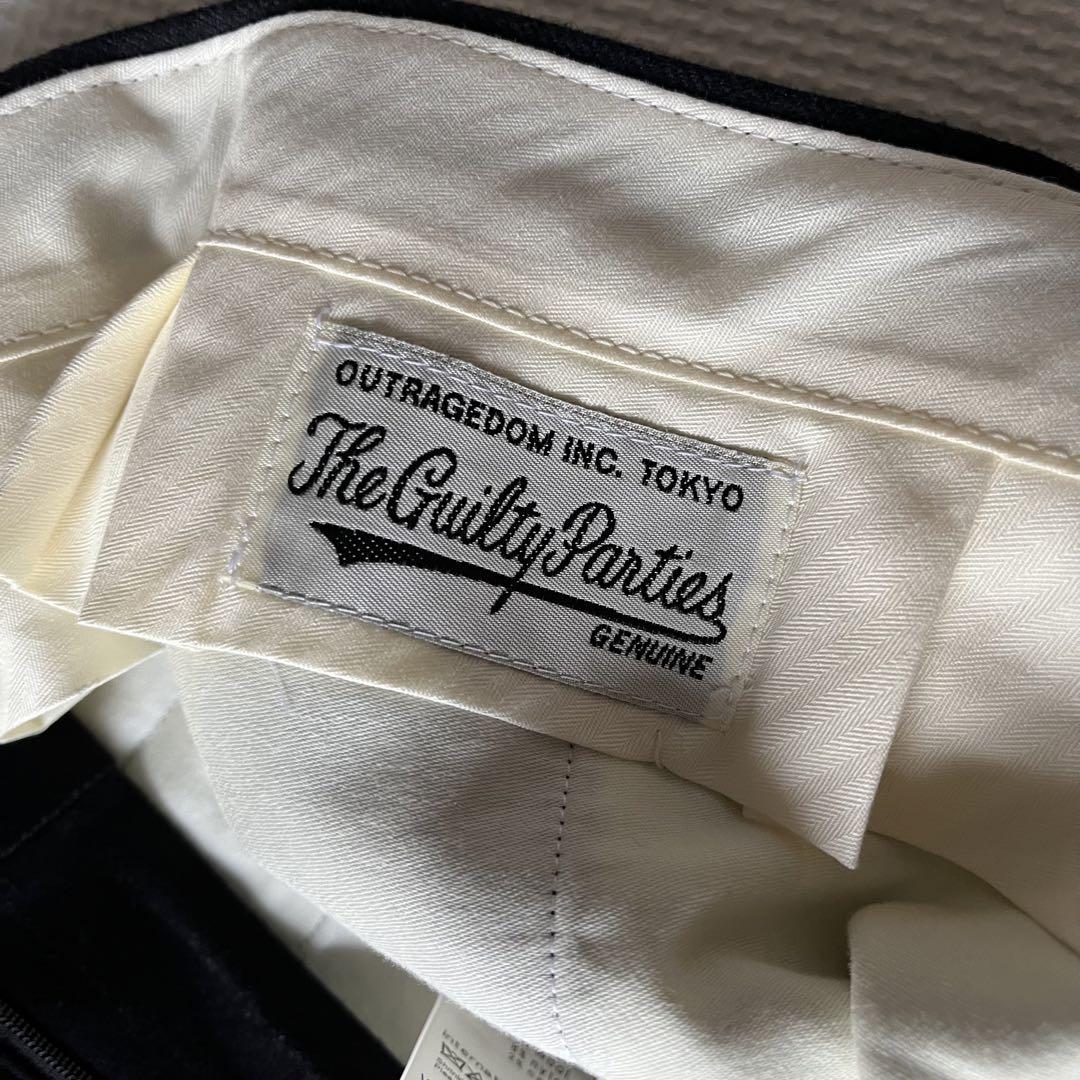 OUTRAGEDOM INC. TOKYO
The Guilty Parties
GENUINE